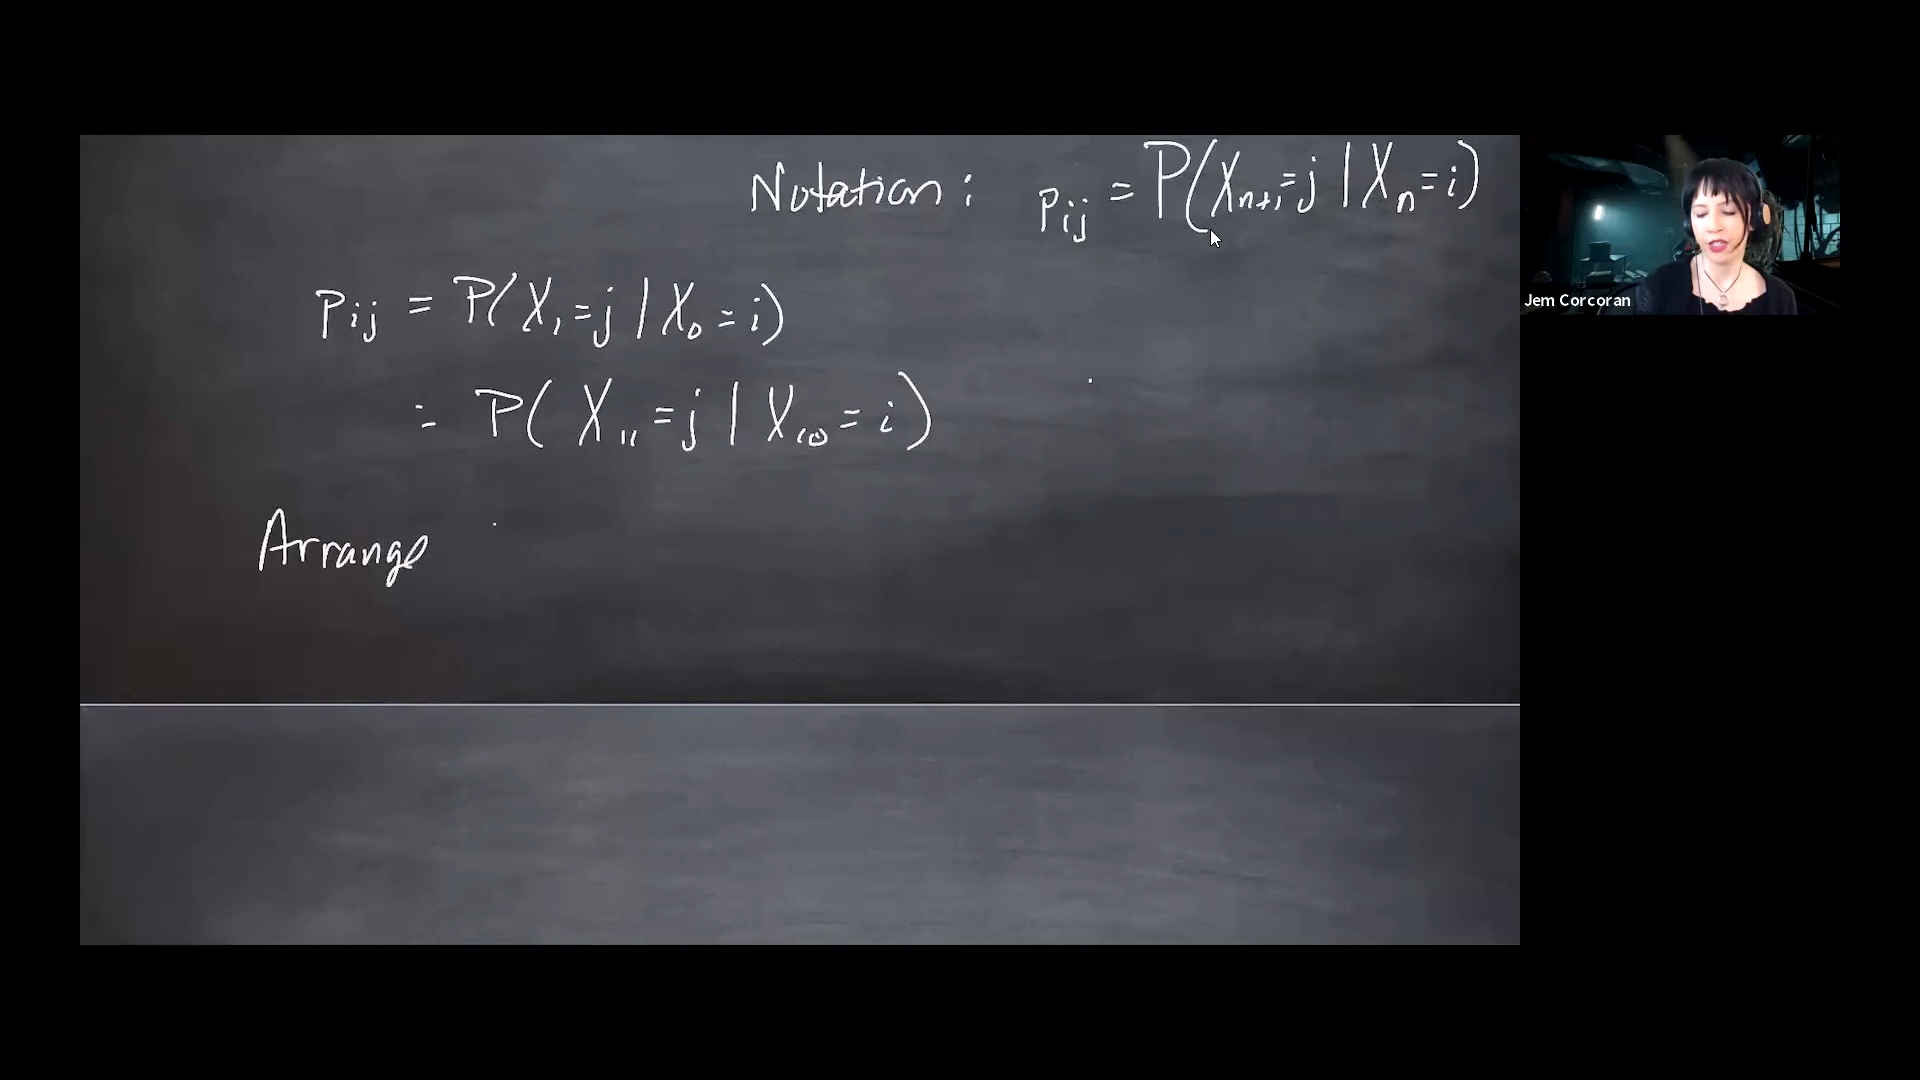 Notation : pij = P(Xn+1=j | Xn=i)
Jem Corcoran
pij = P(X1=j | X0=i)
= P( X11=j | X10=i)
Arrange